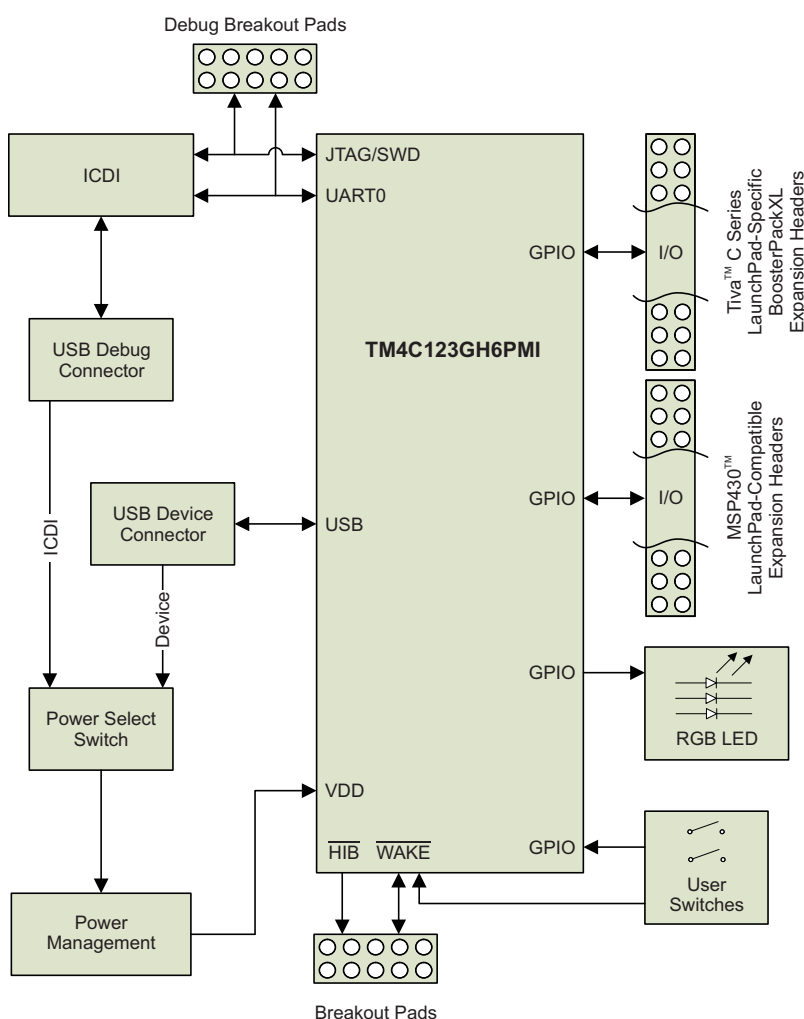 Debug Breakout Pads
ICDI
JTAG/SWD
UART0
GPIO
I/O
Tiva™ C Series
LaunchPad-Specific
BoosterPackXL
Expansion Headers
USB Debug
Connector
TM4C123GH6PMI
GPIO
I/O
MSP430™
LaunchPad-Compatible
Expansion Headers
USB Device
Connector
USB
ICDI
Device
GPIO
RGB LED
Power Select
Switch
VDD
HIB
WAKE
GPIO
User
Switches
Power
Management
Breakout Pads